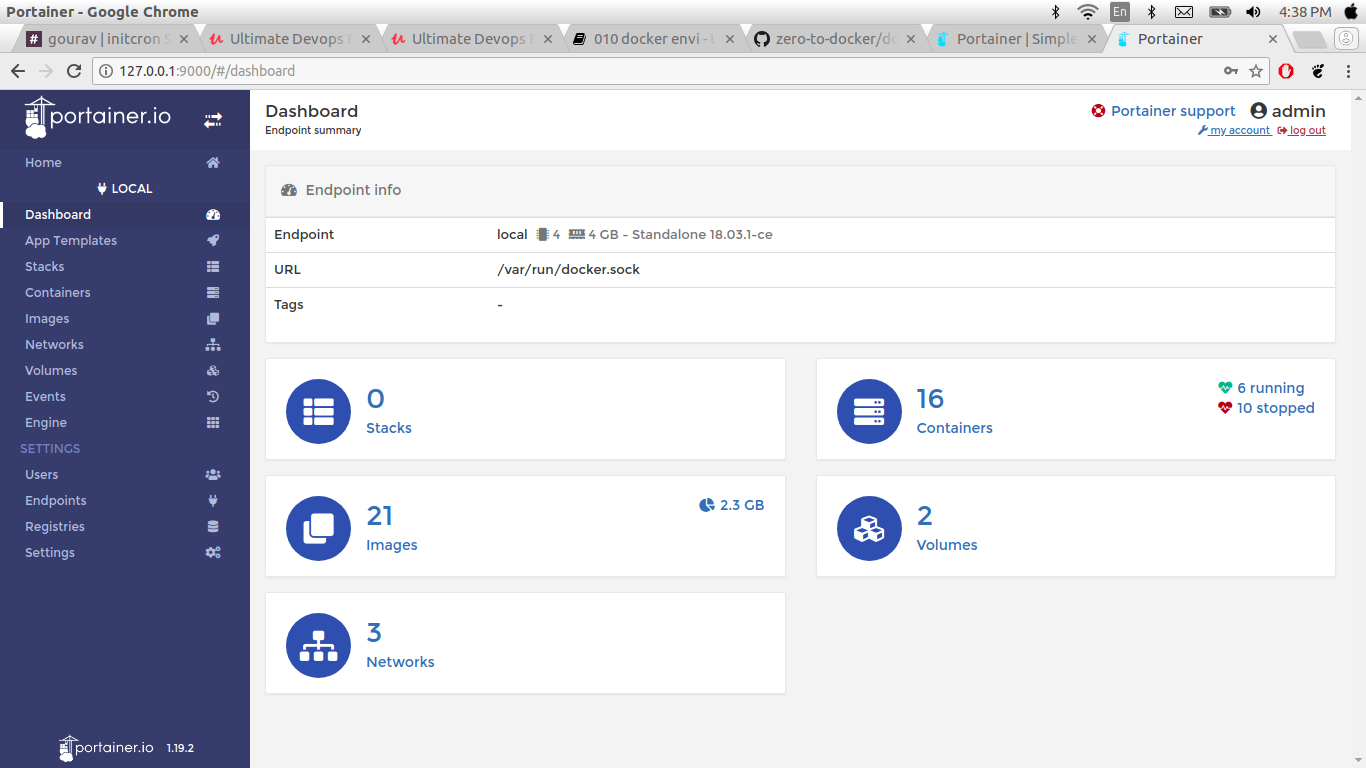 Portainer - Google Chrome
En
4:38 PM
# gourav | initcron S
Ultimate Devops
Ultimate Devops
010 docker envi - U
zero-to-docker/do
Portainer | Simple
Portainer
127.0.0.1:9000/#/dashboard
portainer.io
Home
LOCAL
Dashboard
App Templates
Stacks
Containers
Images
Networks
Volumes
Events
Engine
SETTINGS
Users
Endpoints
Registries
Settings
portainer.io 1.19.2
Dashboard
Endpoint summary
Portainer support
admin
my account
log out
Endpoint info
Endpoint local 4 4 GB - Standalone 18.03.1-ce
URL /var/run/docker.sock
Tags -
0
Stacks
16
Containers
6 running
10 stopped
21
Images
2.3 GB
2
Volumes
3
Networks